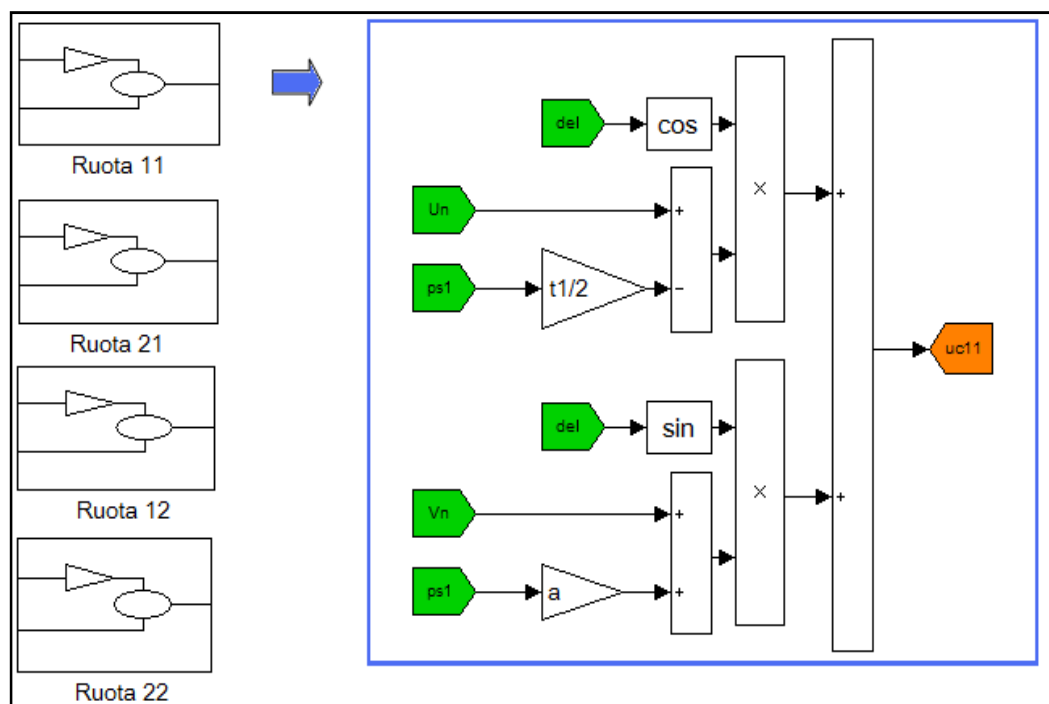 Ruota 11
Ruota 21
Ruota 12
Ruota 22
del
cos
×
+
Un
+
ps1
t1/2
−
uc11
del
sin
×
+
Vn
+
ps1
a
+